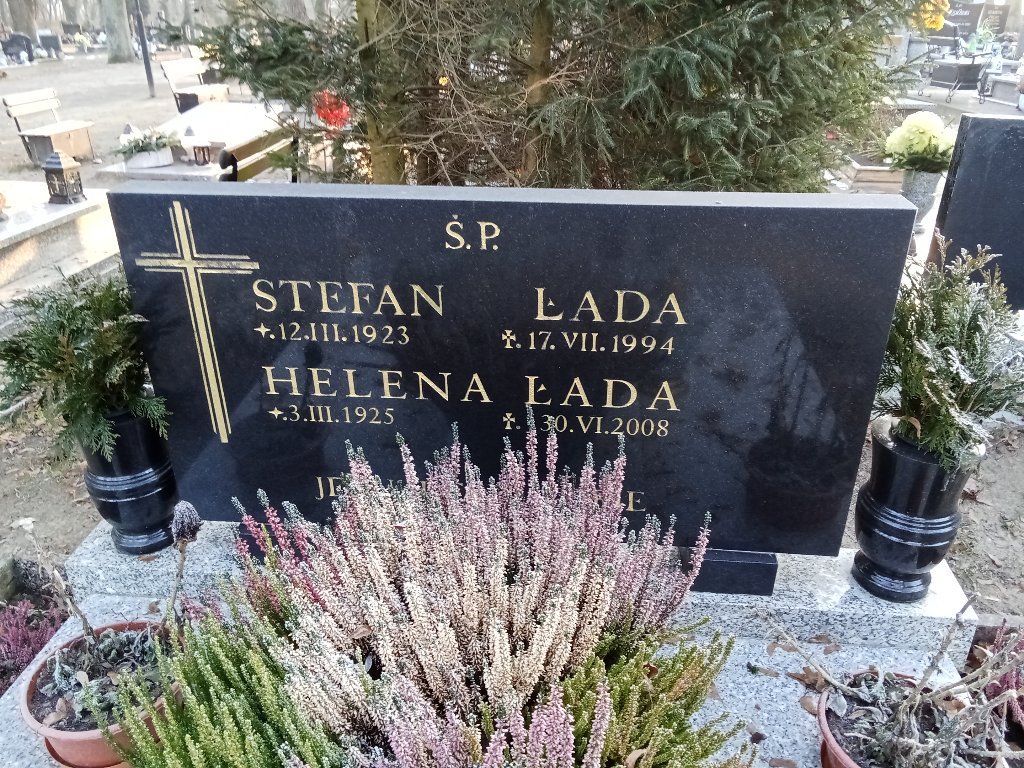 Ś.P.
STEFAN ŁADA
12.III.1923 17.VII.1994
HELENA ŁADA
3.III.1925 30.VI.2008